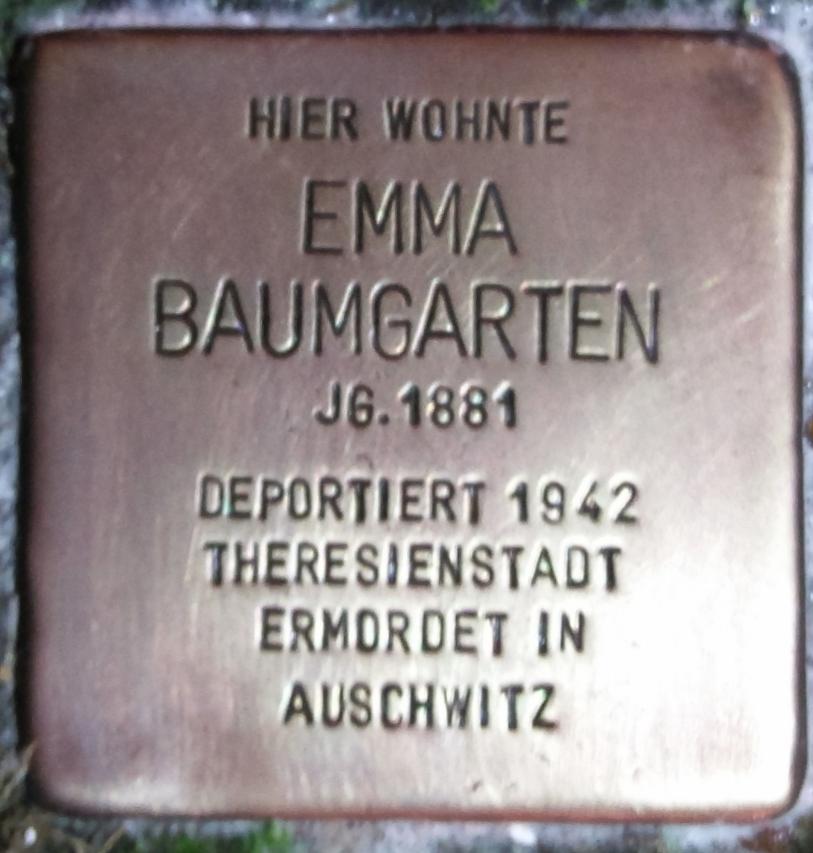 HIER WOHNTE
EMMA
BAUMGARTEN
JG.1881
DEPORTIERT 1942
THERESIENSTADT
ERMORDET IN
AUSCHWITZ